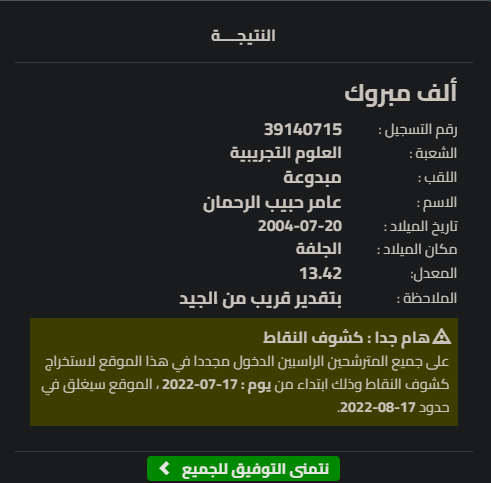 النتيجــــة
ألف مبروك
رقم التسجيل : 39140715
الشعبة : العلوم التجريبية
اللقب : مبدوعة
الاسم : عامر حبيب الرحمان
تاريخ الميلاد : 20-07-2004
مكان الميلاد : الجلفة
المعدل: 13.42
الملاحظة : بتقدير قريب من الجيد
هام جدا : كشوف النقاط
على جميع المترشحين الراسبين الدخول مجددا في هذا الموقع لاستخراج
كشوف النقاط وذلك ابتداء من يوم : 17-07-2022 ، الموقع سيغلق في
حدود 17-08-2022.
نتمنى التوفيق للجميع